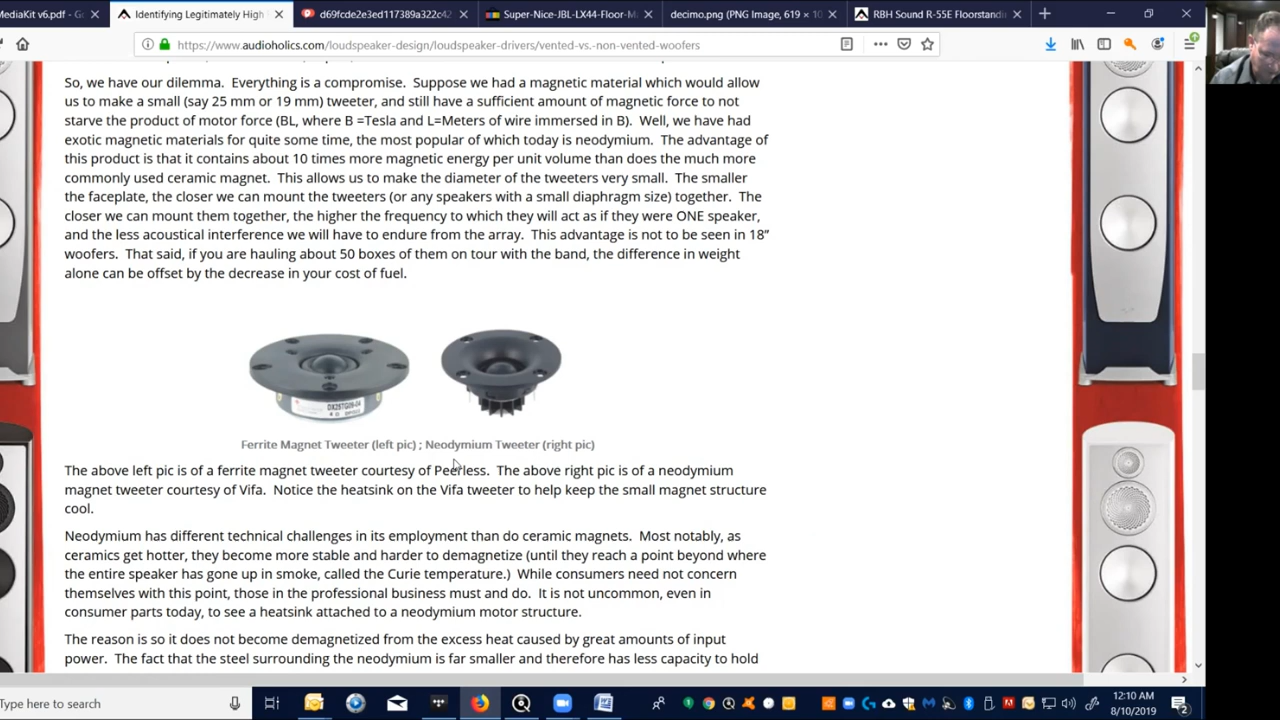 MediaKit v6.pdf - G
Identifying Legitimately High
d69fcde2e3ed117389a322c42
Super-Nice-JBL-LX44-Floor-Ma
decimo.png (PNG Image, 619 × 10
RBH Sound R-55E Floorstandi
https://www.audioholics.com/loudspeaker-design/loudspeaker-drivers/vented-vs.-non-vented-woofers
So, we have our dilemma. Everything is a compromise. Suppose we had a magnetic material which would allow
us to make a small (say 25 mm or 19 mm) tweeter, and still have a sufficient amount of magnetic force to not
starve the product of motor force (BL, where B =Tesla and L=Meters of wire immersed in B). Well, we have had
exotic magnetic materials for quite some time, the most popular of which today is neodymium. The advantage of
this product is that it contains about 10 times more magnetic energy per unit volume than does the much more
commonly used ceramic magnet. This allows us to make the diameter of the tweeters very small. The smaller
the faceplate, the closer we can mount the tweeters (or any speakers with a small diaphragm size) together. The
closer we can mount them together, the higher the frequency to which they will act as if they were ONE speaker,
and the less acoustical interference we will have to endure from the array. This advantage is not to be seen in 18”
woofers. That said, if you are hauling about 50 boxes of them on tour with the band, the difference in weight
alone can be offset by the decrease in your cost of fuel.
Ferrite Magnet Tweeter (left pic) ; Neodymium Tweeter (right pic)
The above left pic is of a ferrite magnet tweeter courtesy of Peerless. The above right pic is of a neodymium
magnet tweeter courtesy of Vifa. Notice the heatsink on the Vifa tweeter to help keep the small magnet structure
cool.
Neodymium has different technical challenges in its employment than do ceramic magnets. Most notably, as
ceramics get hotter, they become more stable and harder to demagnetize (until they reach a point beyond where
the entire speaker has gone up in smoke, called the Curie temperature.) While consumers need not concern
themselves with this point, those in the professional business must and do. It is not uncommon, even in
consumer parts today, to see a heatsink attached to a neodymium motor structure.
The reason is so it does not become demagnetized from the excess heat caused by great amounts of input
power. The fact that the steel surrounding the neodymium is far smaller and therefore has less capacity to hold
Type here to search
12:10 AM
8/10/2019
2